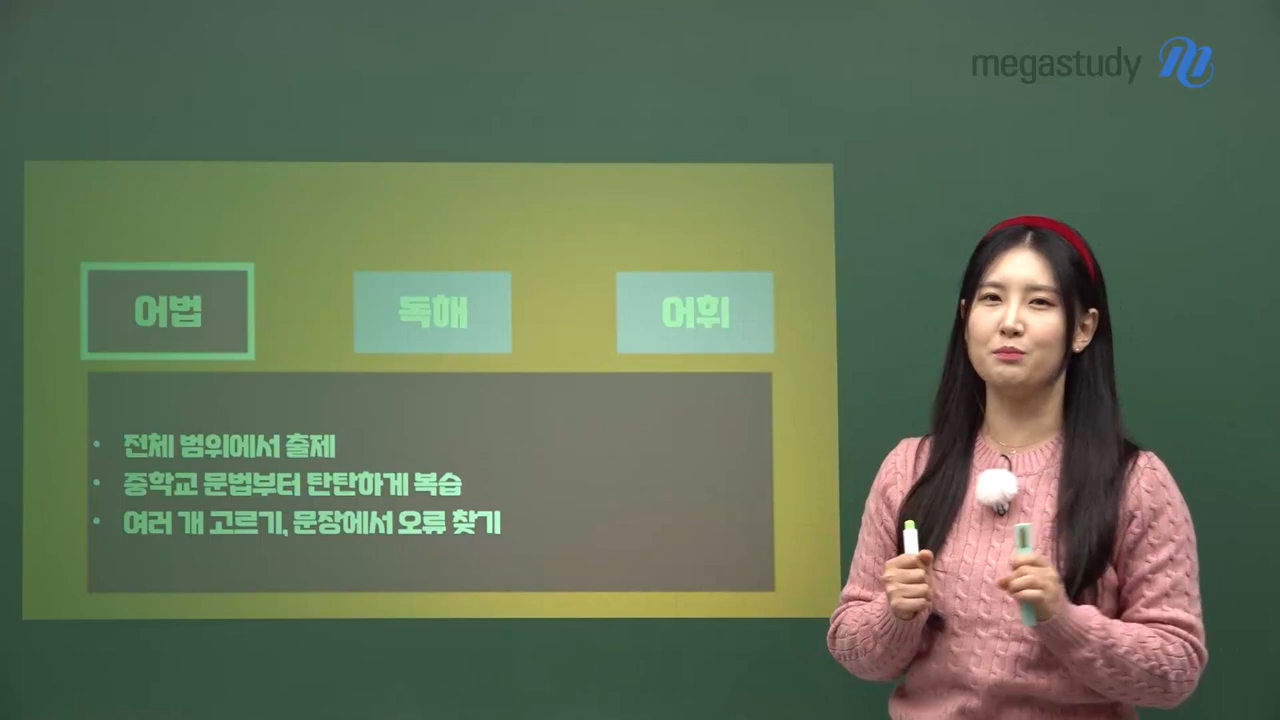 megastudy
어법
독해
어휘
• 전체 범위에서 출제
• 중학교 문법부터 탄탄하게 복습
• 여러 개 고르기, 문장에서 오류 찾기